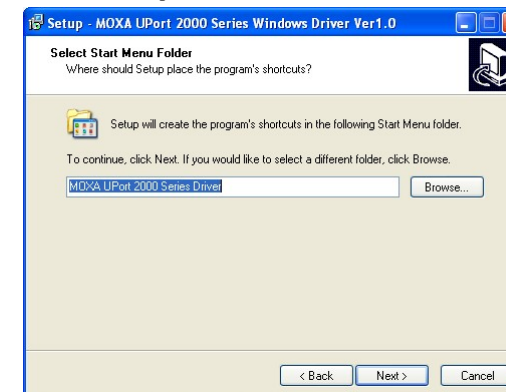 Setup - MOXA UPort 2000 Series Windows Driver Ver1.0
Select Start Menu Folder
Where should Setup place the program's shortcuts?
Setup will create the program's shortcuts in the following Start Menu folder.
To continue, click Next. If you would like to select a different folder, click Browse.
MOXA UPort 2000 Series Driver
Browse...
< Back
Next >
Cancel